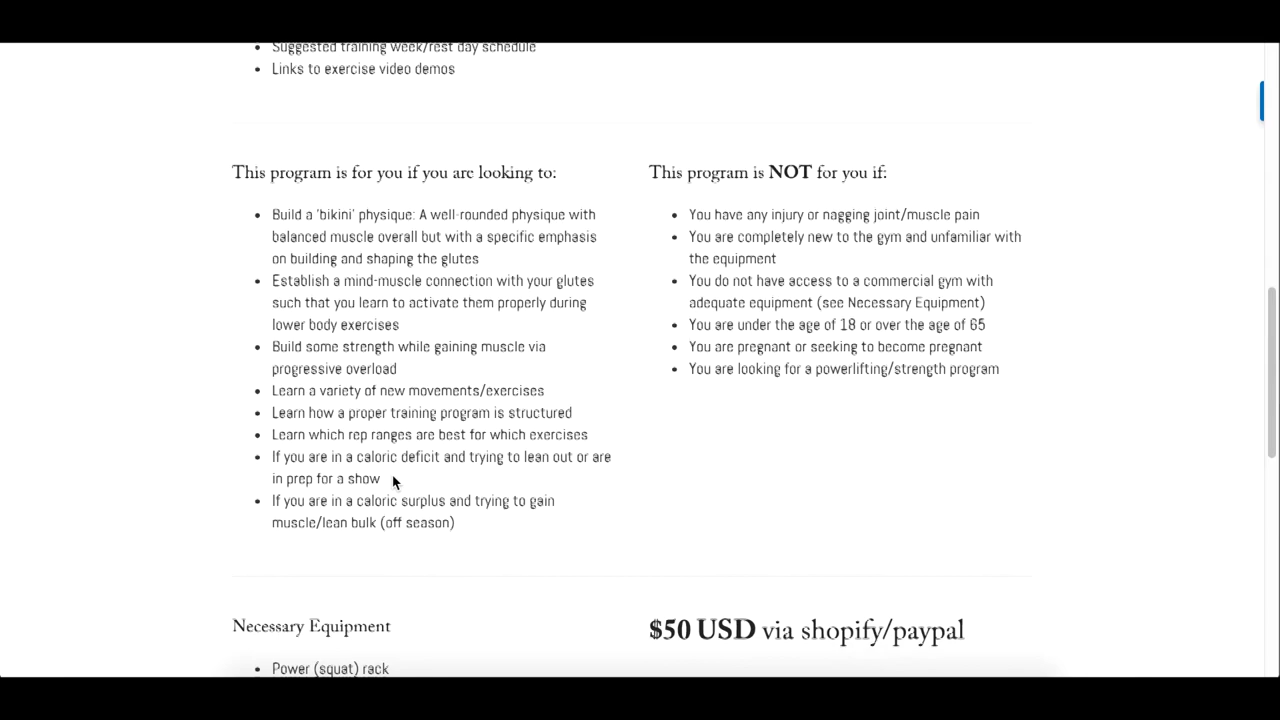 Suggested training week/rest day schedule
Links to exercise video demos
This program is for you if you are looking to:
Build a 'bikini' physique: A well-rounded physique with
balanced muscle overall but with a specific emphasis
on building and shaping the glutes
Establish a mind-muscle connection with your glutes
such that you learn to activate them properly during
lower body exercises
Build some strength while gaining muscle via
progressive overload
Learn a variety of new movements/exercises
Learn how a proper training program is structured
Learn which rep ranges are best for which exercises
If you are in a caloric deficit and trying to lean out or are
in prep for a show
If you are in a caloric surplus and trying to gain
muscle/lean bulk (off season)
This program is NOT for you if:
You have any injury or nagging joint/muscle pain
You are completely new to the gym and unfamiliar with
the equipment
You do not have access to a commercial gym with
adequate equipment (see Necessary Equipment)
You are under the age of 18 or over the age of 65
You are pregnant or seeking to become pregnant
You are looking for a powerlifting/strength program
Necessary Equipment
Power (squat) rack
$50 USD via shopify/paypal